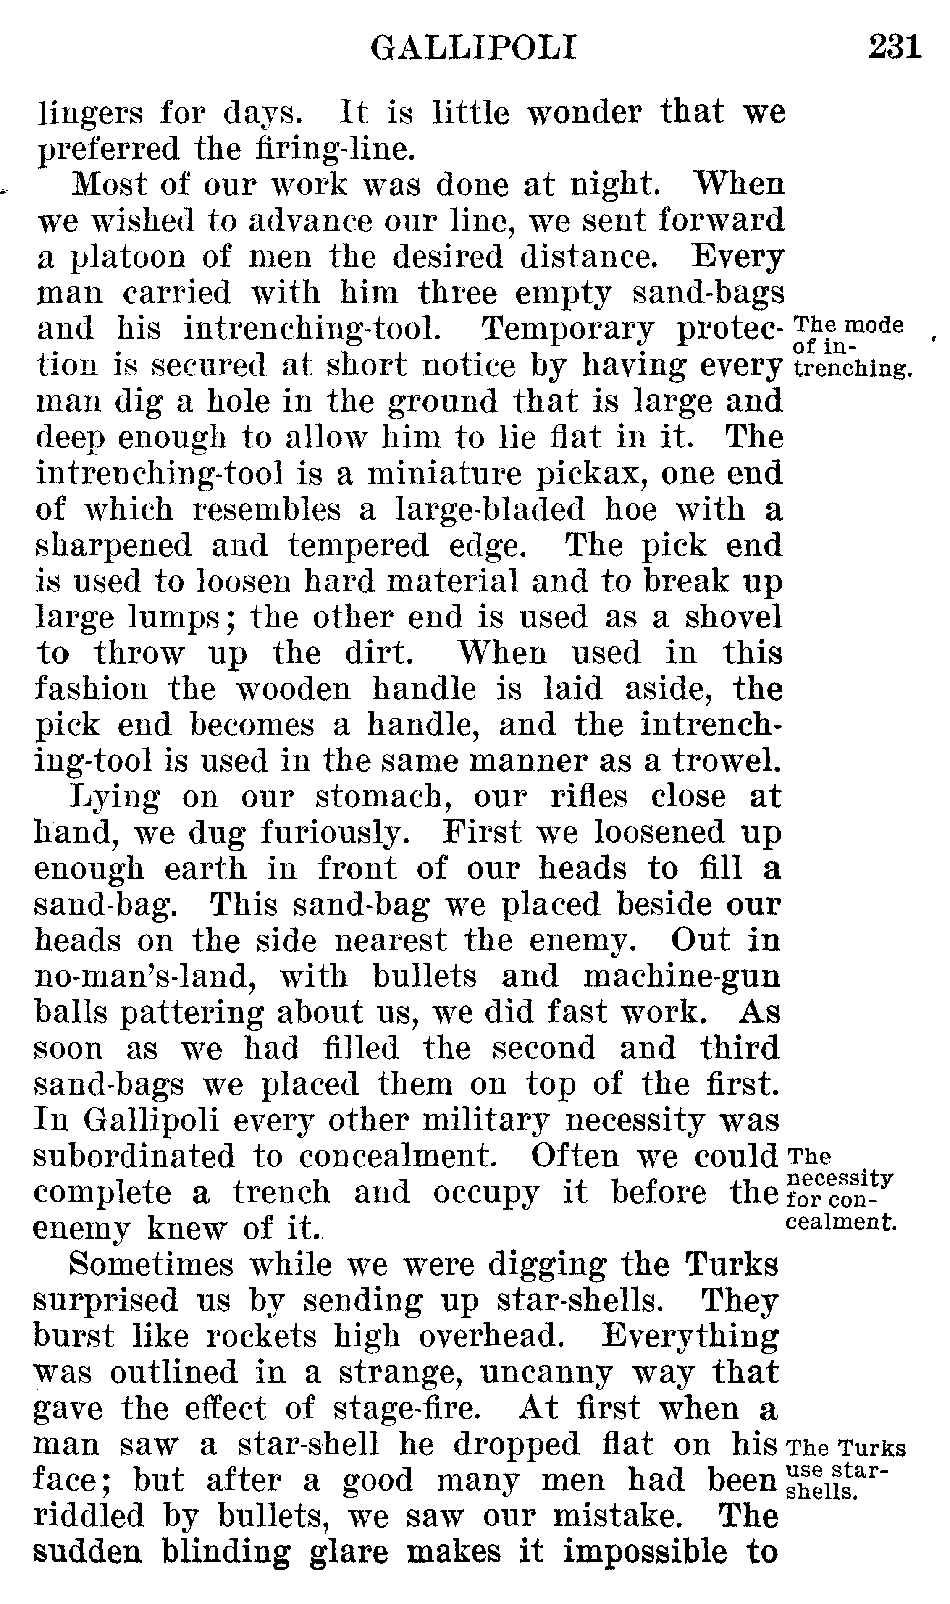 GALLIPOLI 231
lingers for days. It is little wonder that we
preferred the firing-line.
Most of our work was done at night. When
we wished to advance our line, we sent forward
a platoon of men the desired distance. Every
man carried with him three empty sand-bags
and his intrenching-tool. Temporary protec-
The mode
of in-
trenching.
tion is secured at short notice by having every
man dig a hole in the ground that is large and
deep enough to allow him to lie flat in it. The
intrenching-tool is a miniature pickax, one end
of which resembles a large-bladed hoe with a
sharpened and tempered edge. The pick end
is used to loosen hard material and to break up
large lumps; the other end is used as a shovel
to throw up the dirt. When used in this
fashion the wooden handle is laid aside, the
pick end becomes a handle, and the intrench-
ing-tool is used in the same manner as a trowel.
Lying on our stomach, our rifles close at
hand, we dug furiously. First we loosened up
enough earth in front of our heads to fill a
sand-bag. This sand-bag we placed beside our
heads on the side nearest the enemy. Out in
no-man's-land, with bullets and machine-gun
balls pattering about us, we did fast work. As
soon as we had filled the second and third
sand-bags we placed them on top of the first.
In Gallipoli every other military necessity was
subordinated to concealment. Often we could
The
necessity
for con-
cealment.
complete a trench and occupy it before the
enemy knew of it.
Sometimes while we were digging the Turks
surprised us by sending up star-shells. They
burst like rockets high overhead. Everything
was outlined in a strange, uncanny way that
gave the effect of stage-fire. At first when a
man saw a star-shell he dropped flat on his
The Turks
use star-
shells.
face; but after a good many men had been
riddled by bullets, we saw our mistake. The
sudden blinding glare makes it impossible to